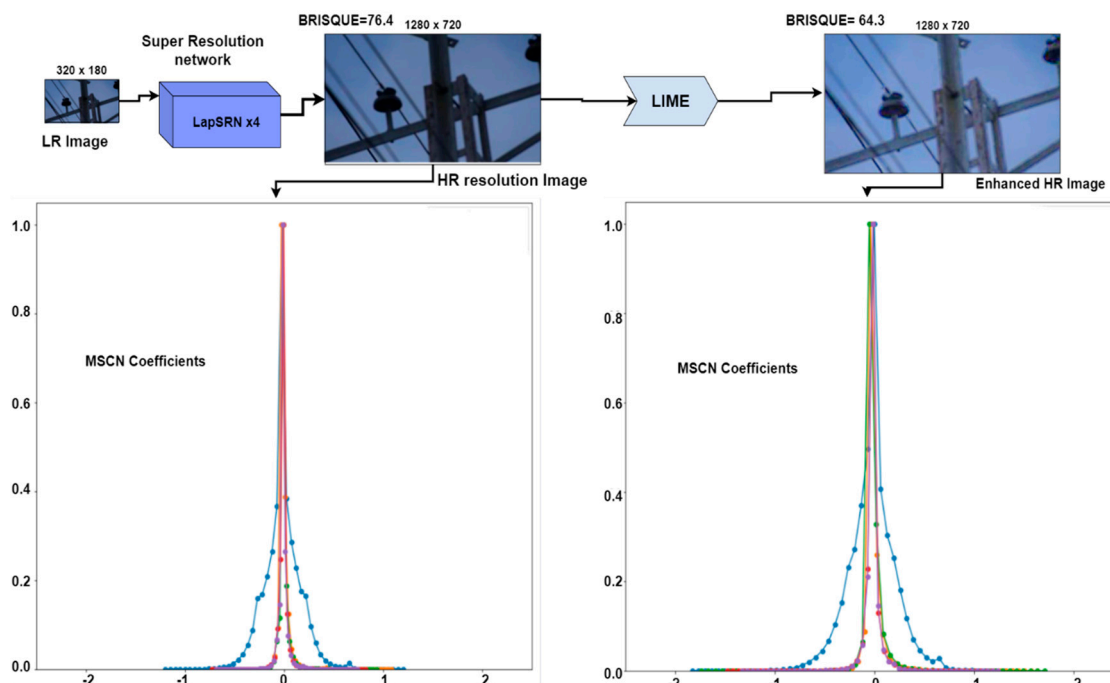 BRISQUE=76.4
1280 x 720
BRISQUE= 64.3
1280 x 720
Super Resolution
network
320 x 180
LapSRN x4
LIME
LR Image
HR resolution Image
Enhanced HR Image
1.0
0.8
0.6
0.4
0.2
0.0
MSCN Coefficients
-2
-1
0
1
2
1.0
0.8
0.6
0.4
0.2
0.0
MSCN Coefficients
-1
0
1